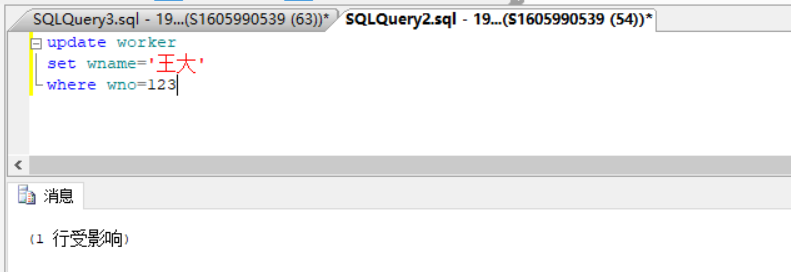 SQLQuery3.sql - 19...(S1605990539 (63))* SQLQuery2.sql - 19...(S1605990539 (54))*
update worker
set wname='王大'
where wno=123
消息
(1 行受影响)